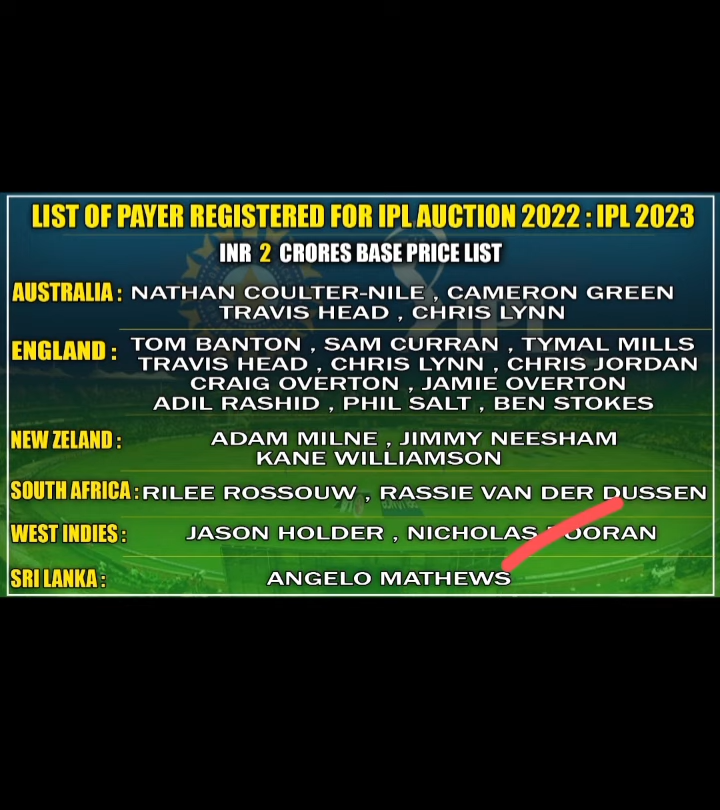 LIST OF PAYER REGISTERED FOR IPL AUCTION 2022 : IPL 2023
INR 2 CRORES BASE PRICE LIST
AUSTRALIA : NATHAN COULTER-NILE , CAMERON GREEN
TRAVIS HEAD , CHRIS LYNN
ENGLAND : TOM BANTON , SAM CURRAN , TYMAL MILLS
TRAVIS HEAD , CHRIS LYNN , CHRIS JORDAN
CRAIG OVERTON , JAMIE OVERTON
ADIL RASHID , PHIL SALT , BEN STOKES
NEW ZELAND : ADAM MILNE , JIMMY NEESHAM
KANE WILLIAMSON
SOUTH AFRICA : RILEE ROSSOUW , RASSIE VAN DER DUSSEN
WEST INDIES : JASON HOLDER , NICHOLAS
SRI LANKA : ANGELO MATHEWS